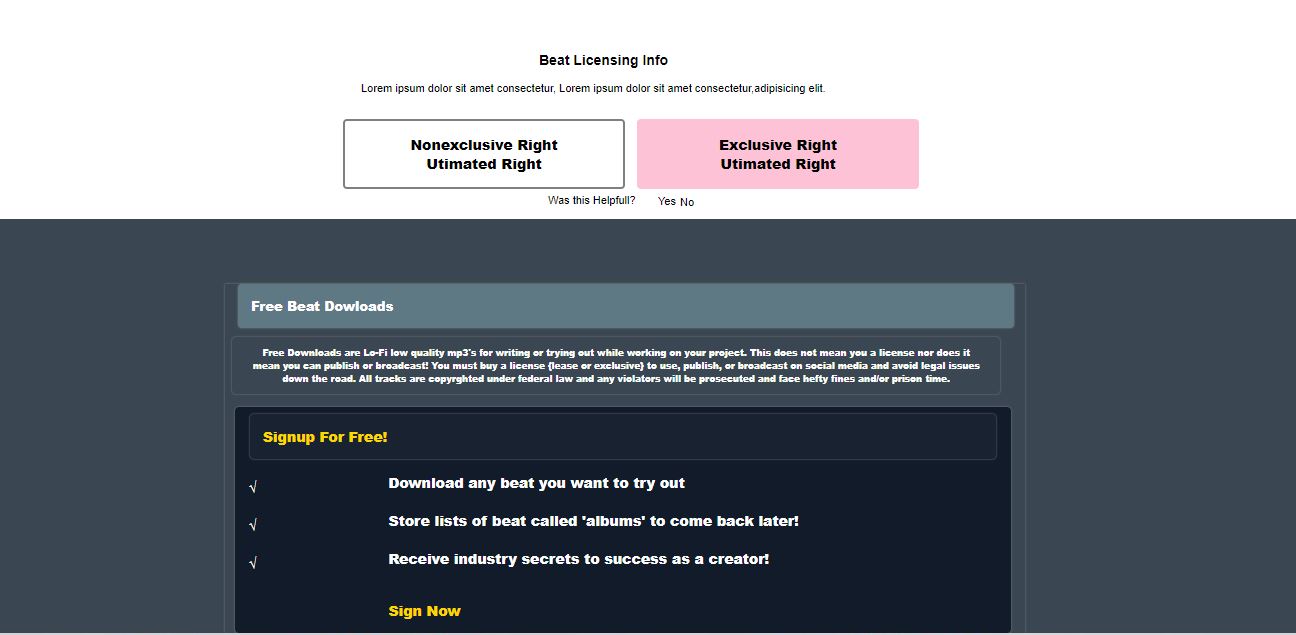 Beat Licensing Info
Lorem ipsum dolor sit amet consectetur, Lorem ipsum dolor sit amet consectetur,adipisicing elit.
Nonexclusive Right
Utimated Right
Exclusive Right
Utimated Right
Was this Helpfull? Yes No
Free Beat Dowloads
Free Downloads are Lo-Fi low quality mp3's for writing or trying out while working on your project. This does not mean you a license nor does it
mean you can publish or broadcast! You must buy a license {lease or exclusive} to use, publish, or broadcast on social media and avoid legal issues
down the road. All tracks are copyrghted under federal law and any violators will be prosecuted and face hefty fines and/or prison time.
Signup For Free!
√ Download any beat you want to try out
√ Store lists of beat called 'albums' to come back later!
√ Receive industry secrets to success as a creator!
Sign Now